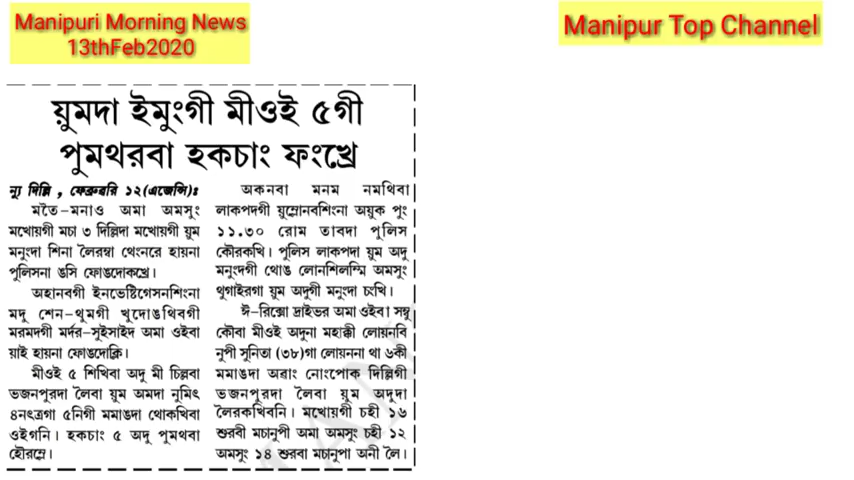 Manipuri Morning News
13thFeb2020
Manipur Top Channel
য়ুমদা ইমুংগী মীওই ৫গী
পুমথরবা হকচাং ফংখ্রে
ন্যু দিল্লি , ফেব্রুৱরি ১২(এজেন্সি)ঃ
মতৈ-মনাও অমা অমসুং
মখোয়গী মচা ৩ দিল্লিদা মখোয়গী য়ুম
মনুংদা শিনা লৈরম্বা থেংনরে হায়না
পুলিসনা ঙসি ফোঙদোকখ্রে।
অহানবগী ইনভেষ্টিগেসনশিংনা
মদু শেন-থুমগী খুদোঙথিবগী
মরমদগী মর্দর-সুইসাইদ অমা ওইবা
য়াই হায়না ফোঙদোক্লি।
মীওই ৫ শিখিবা অদু মী চিল্লবা
ভজনপুরদা লৈবা য়ুম অমদা নুমিৎ
৪নৎত্রগা ৫নিগী মমাঙদা থোকখিবা
ওইগনি। হকচাং ৫ অদু পুমথবা
হৌরম্লে।
অকনবা মনম নমথিবা
লাকপদগী য়ুম্লোনবশিংনা অয়ুক পুং
১১.৩০ রোম তাবদা পুলিস
কৌরকখি। পুলিস লাকপদা য়ুম অদু
মনুংদগী থোঙ লোনশিলম্মি অমসুং
থুগাইরগা য়ুম অদুগী মনুংদা চংখি।
ঈ-রিক্সো দ্রাইভর অমা ওইবা সম্বু
কৌবা মীওই অদুনা মহাক্কী লোয়নবি
নুপী সুনিতা (৩৮)গা লোয়ননা থা ৬কী
মমাঙদা অৱাং নোংপোক দিল্লিগী
ভজনপুরদা লৈবা য়ুম অদুদা
লৈরকখিবনি। মখোয়গী চহী ১৬
শুরবী মচানুপী অমা অমসুং চহী ১২
অমসুং ১৪ শুরবা মচানুপা অনী লৈ।